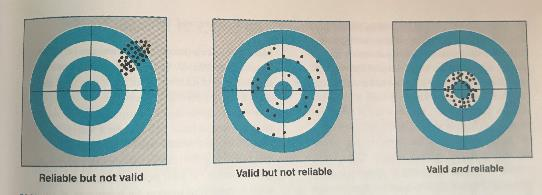 Reliable but not valid
Valid but not reliable
Valid and reliable